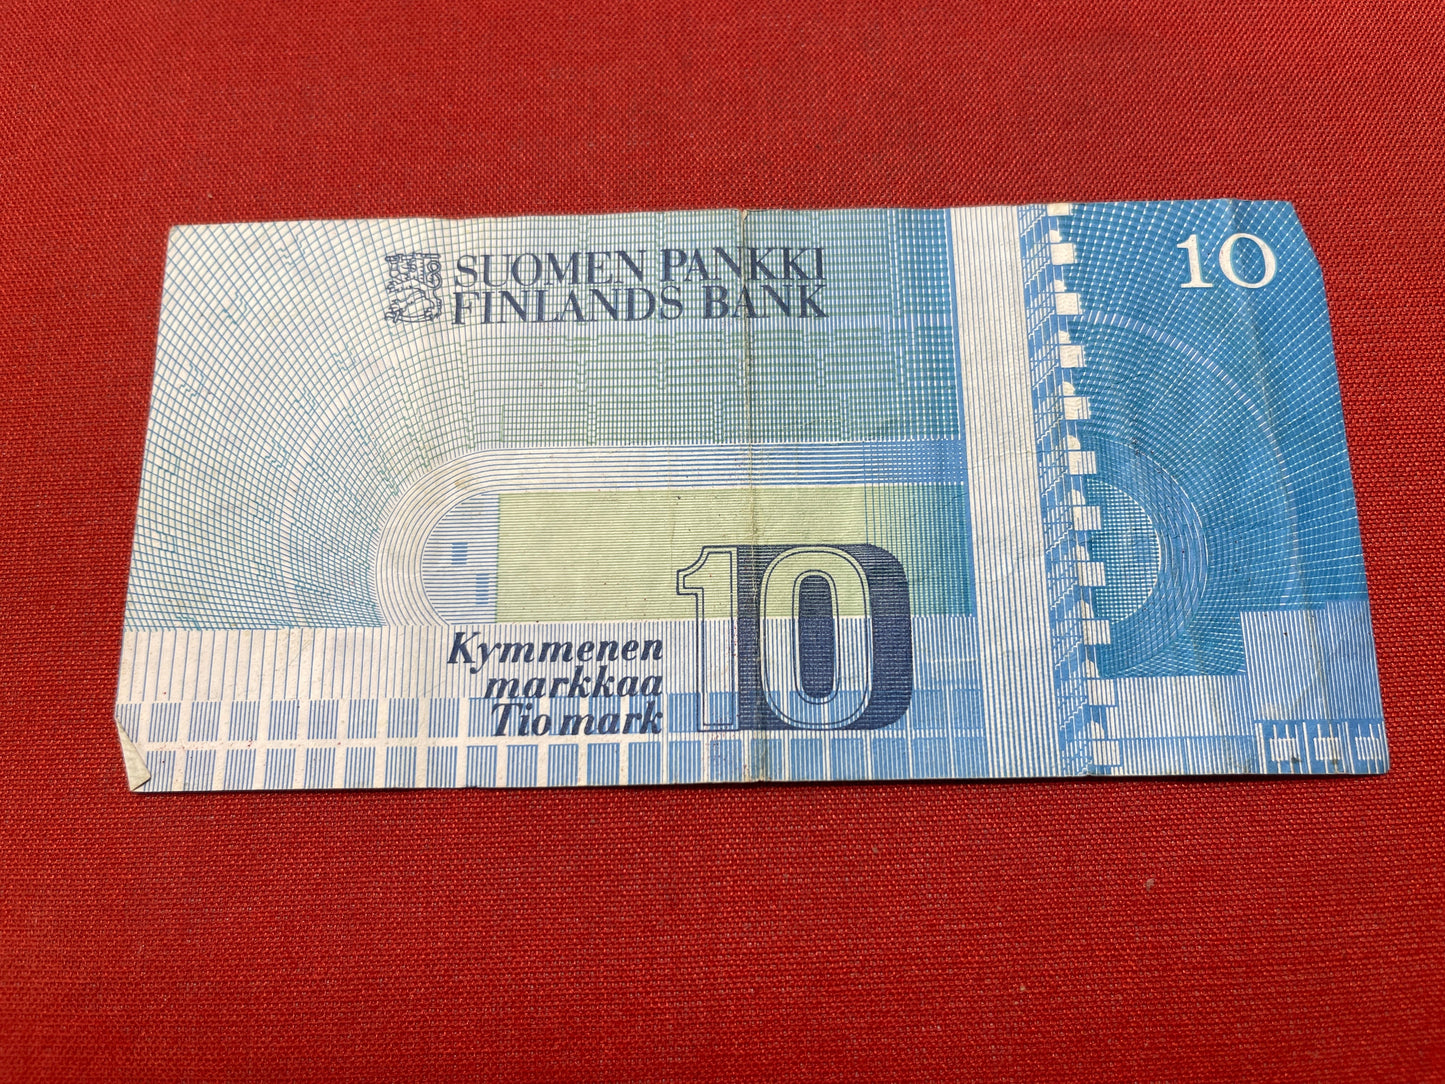 SUOMEN PANKKI
FINLANDS BANK
10
10
Kymmenen
markkaa
Tio mark